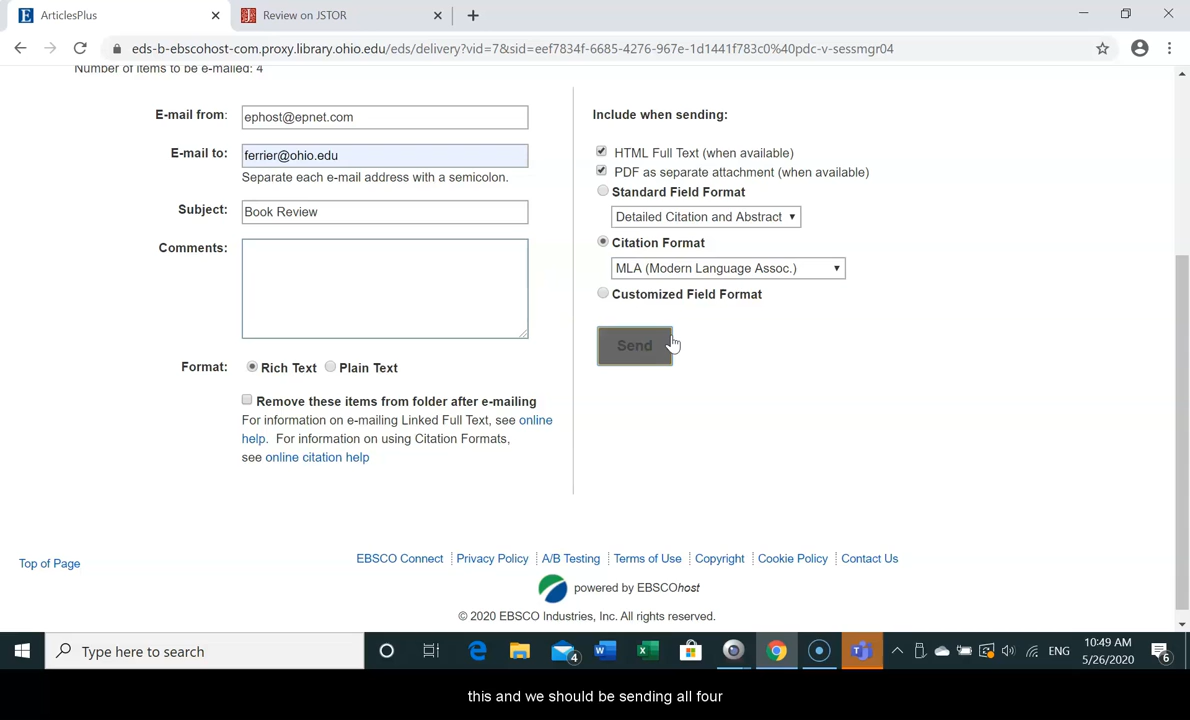 ArticlesPlus
Review on JSTOR
eds-b-ebscohost-com.proxy.library.ohio.edu/eds/delivery?vid=7&sid=eef7834f-6685-4276-967e-1d1441f783c0%40pdc-v-sessmgr04
Number of items to be e-mailed: 4
E-mail from: ephost@epnet.com
E-mail to: ferrier@ohio.edu
Separate each e-mail address with a semicolon.
Subject: Book Review
Comments:
Format: Rich Text Plain Text
Remove these items from folder after e-mailing
For information on e-mailing Linked Full Text, see online
help. For information on using Citation Formats,
see online citation help
Include when sending:
HTML Full Text (when available)
PDF as separate attachment (when available)
Standard Field Format
Detailed Citation and Abstract
Citation Format
MLA (Modern Language Assoc.)
Customized Field Format
Send
Top of Page
EBSCO Connect Privacy Policy A/B Testing Terms of Use Copyright Cookie Policy Contact Us
powered by EBSCOhost
© 2020 EBSCO Industries, Inc. All rights reserved.
Type here to search
4
ENG
10:49 AM
5/26/2020
6
this and we should be sending all four